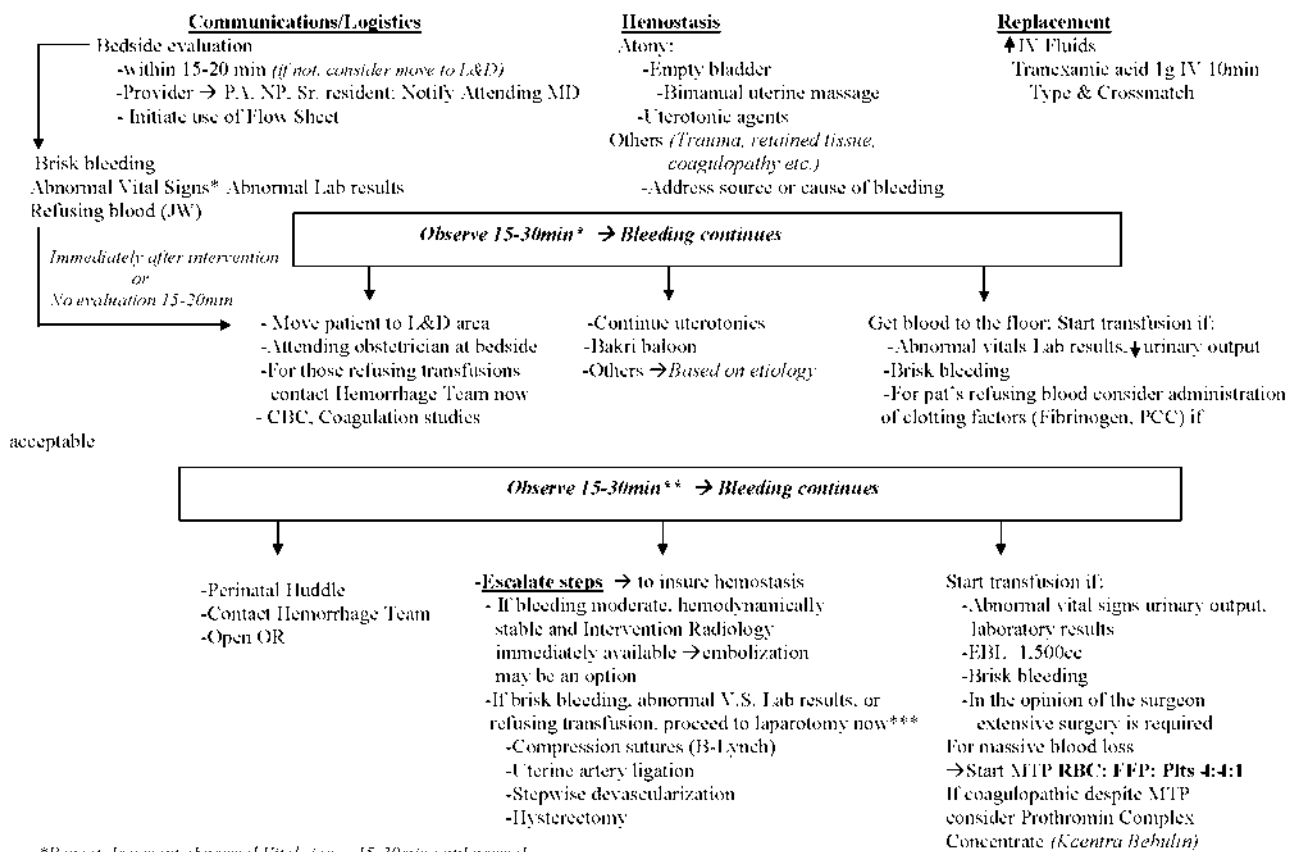 Communications/Logistics
Bedside evaluation
-within 15-20 min (if not, consider move to L&D)
-Provider → PA, NP, Sr. resident; Notify Attending MD
- Initiate use of Flow Sheet
Brisk bleeding
Abnormal Vital Signs* Abnormal Lab results
Refusing blood (JW)
Immediately after intervention
or
No evaluation 15-20min
Hemostasis
Atony:
-Empty bladder
-Bimanual uterine massage
-Uterotonic agents
Others (Trauma, retained tissue,
coagulopathy etc.)
-Address source or cause of bleeding
Replacement
↑IV Fluids
Tranexamic acid 1g IV 10min
Type & Crossmatch
Observe 15-30min* → Bleeding continues
- Move patient to L&D area
-Attending obstetrician at bedside
-For those refusing transfusions
contact Hemorrhage Team now
- CBC, Coagulation studies
-Continue uterotonics
-Bakri baloon
-Others →Based on etiology
Get blood to the floor; Start transfusion if:
-Abnormal vitals Lab results,↓urinary output
-Brisk bleeding
-For pat's refusing blood consider administration
of clotting factors (Fibrinogen, PCC) if
acceptable
Observe 15-30min** → Bleeding continues
-Perinatal Huddle
-Contact Hemorrhage Team
-Open OR
-Escalate steps → to insure hemostasis
- If bleeding moderate, hemodynamically
stable and Intervention Radiology
immediately available →embolization
may be an option
-If brisk bleeding, abnormal V.S. Lab results, or
refusing transfusion, proceed to laparotomy now***
-Compression sutures (B-Lynch)
-Uterine artery ligation
-Stepwise devascularization
-Hysterectomy
Start transfusion if:
-Abnormal vital signs urinary output,
laboratory results
-EBL 1,500cc
-Brisk bleeding
-In the opinion of the surgeon
extensive surgery is required
For massive blood loss
→Start MTP RBC: FFP: Plts 4:4:1
If coagulopathic despite MTP
consider Prothromin Complex
Concentrate (Kcentra Bebulin)